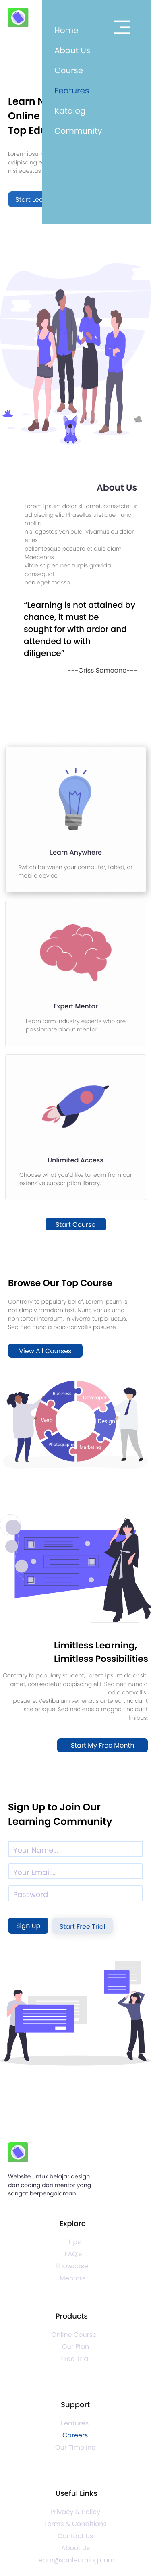 Home
About Us
Course
Features
Katalog
Community
Learn N
Online
Top Edu
Lorem ipsum
adipiscing e
nisi egestas
Start Lea
About Us
Lorem ipsum dolor sit amet, consectetur
adipiscing elit. Phasellus tristique nunc
mollis
nisi egestas vehicula. Vivamus eu dolor
et ex
pellentesque posuere et quis diam.
Maecenas
vitae sapien nec turpis gravida
consequat
non eget massa.
“Learning is not attained by
chance, it must be
sought for with ardor and
attended to with
diligence”
---Criss Someone---
Learn Anywhere
Switch between your computer, tablet, or
mobile device.
Expert Mentor
Learn form industry experts who are
passionate about mentor.
Unlimited Access
Choose what you'd like to learn from our
extensive subscription library.
Start Course
Browse Our Top Course
Contrary to popular belief, Lorem Ipsum is
not simply random text, Nunc varius urna
non tortor interdum, in viverra turpis luctus.
Sed nec nunc a odio convallis posuere.
View All Courses
Business
Developer
Web
Design
Photography
Marketing
Limitless Learning,
Limitless Possibilities
Contrary to populary student, Lorem ipsum dolor sit
amet, consectetur adipiscing elit. Sed nec nunc a
odio convallis
posuere. Vestibulum venenatis ante eu tincidunt
scelerisque. Sed nec eros a magna tincidunt
finibus.
Start My Free Month
Sign Up to Join Our
Learning Community
Your Name...
Your Email...
Password
Sign Up
Start Free Trial
Website untuk belajar design
dan coding dari mentor yang
sangat berpengalaman.
Explore
Tips
FAQ's
Showcase
Mentors
Products
Online Course
Our Plan
Free Trial
Support
Features
Careers
Our Timeline
Useful Links
Privacy & Policy
Terms & Conditions
Contact Us
About Us